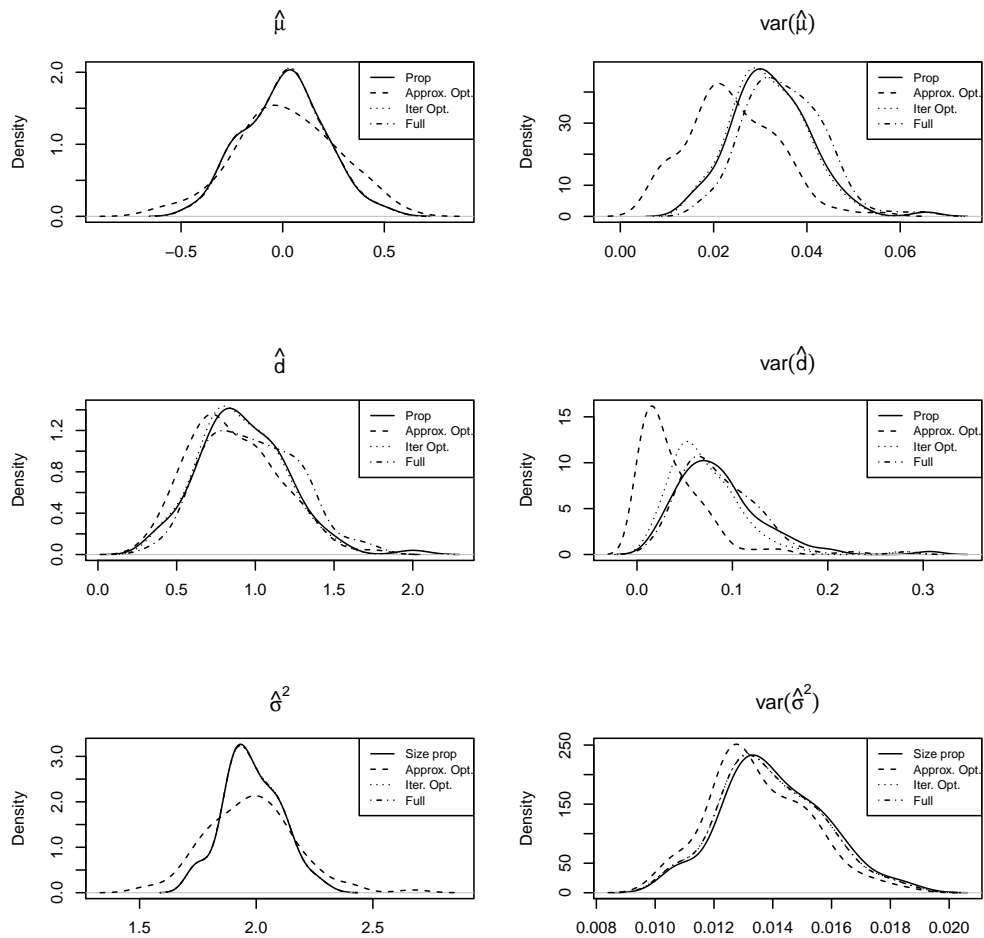 μ̂
Density
0.0 1.0 2.0
−0.5 0.0 0.5
Prop
Approx. Opt.
Iter Opt.
Full
var(μ̂)
Density
0 10 30
0.00 0.02 0.04 0.06
Prop
Approx. Opt.
Iter Opt.
Full
d̂
Density
0.0 0.4 0.8 1.2
0.0 0.5 1.0 1.5 2.0
Prop
Approx. Opt.
Iter Opt.
Full
var(d̂)
Density
0 5 10 15
0.0 0.1 0.2 0.3
Prop
Approx. Opt.
Iter Opt.
Full
σ̂²
Density
0.0 1.0 2.0 3.0
1.5 2.0 2.5
Size prop
Approx. Opt.
Iter. Opt.
Full
var(σ̂²)
Density
0 50 150 250
0.008 0.010 0.012 0.014 0.016 0.018 0.020
Size prop
Approx. Opt.
Iter. Opt.
Full